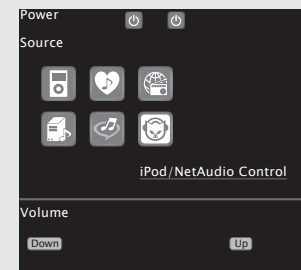 Power
Source
iPod/NetAudio Control
Volume
Down Up